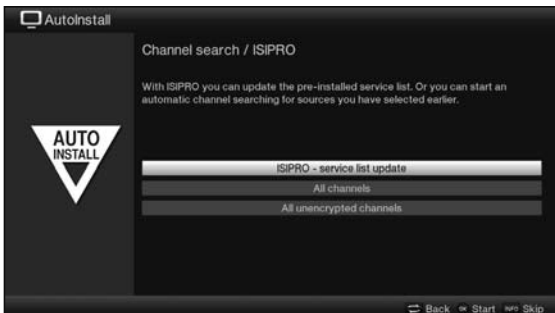 AutoInstall
Channel search / ISIPRO
With ISIPRO you can update the pre-installed service list. Or you can start an
automatic channel searching for sources you have selected earlier.
AUTO
INSTALL
ISIPRO - service list update
All channels
All unencrypted channels
Back OK Start INFO Skip